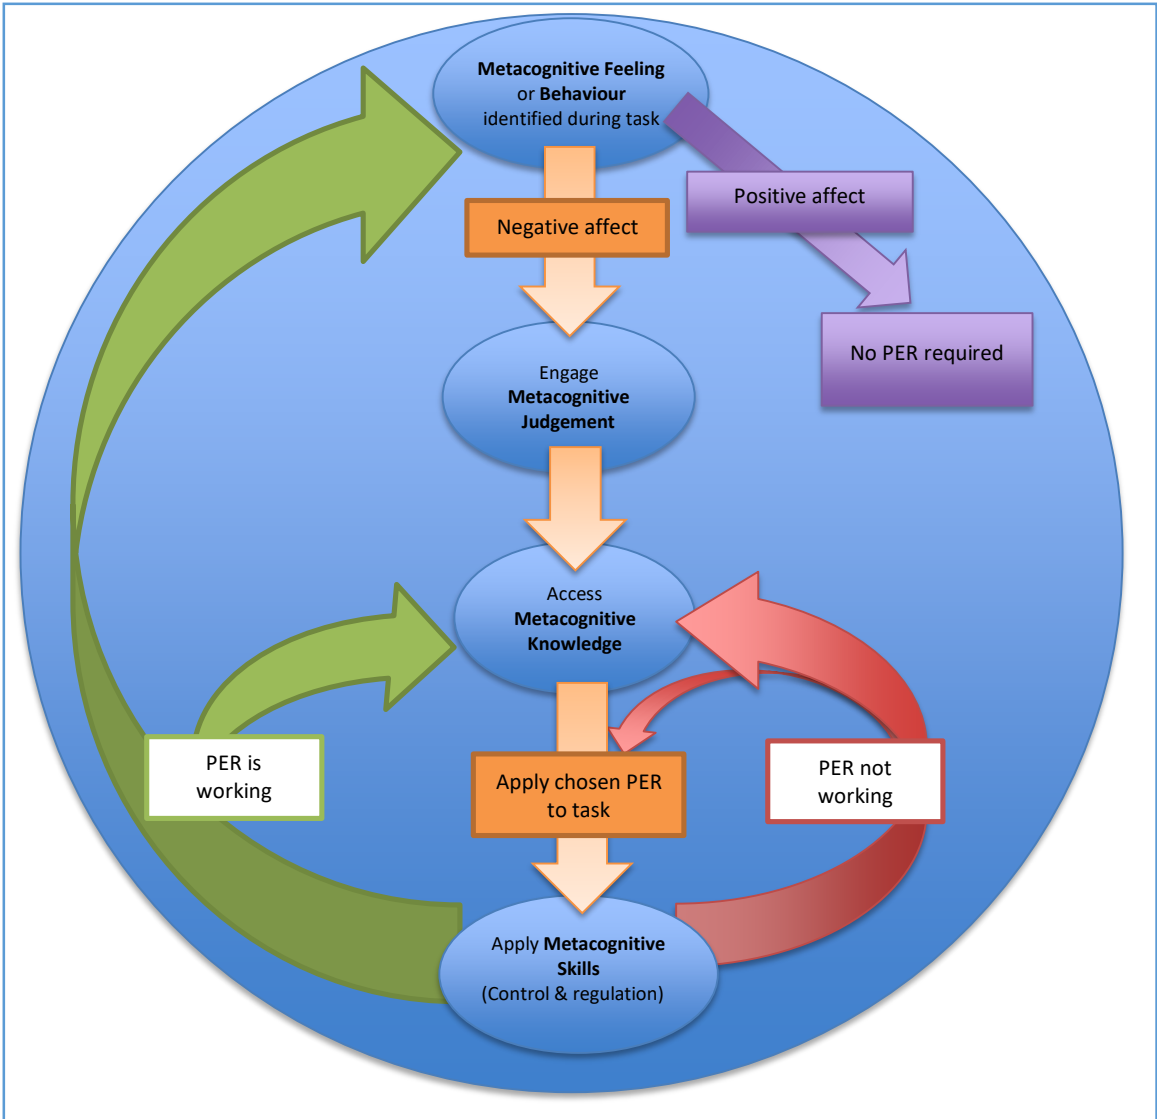 Metacognitive Feeling
or Behaviour
identified during task
Positive affect
Negative affect
No PER required
Engage
Metacognitive
Judgement
Access
Metacognitive
Knowledge
PER is
working
Apply chosen PER
to task
PER not
working
Apply Metacognitive
Skills
(Control & regulation)